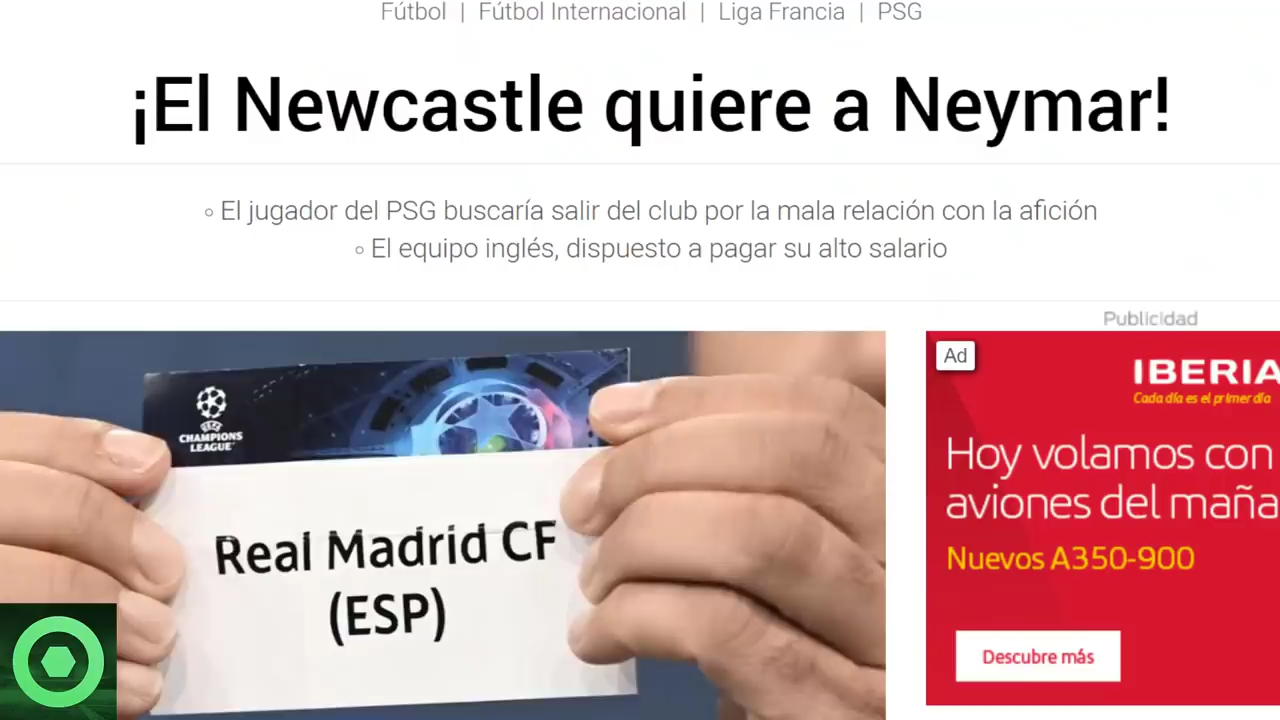 Fútbol | Fútbol Internacional | Liga Francia | PSG
¡El Newcastle quiere a Neymar!
◦ El jugador del PSG buscaría salir del club por la mala relación con la afición
◦ El equipo inglés, dispuesto a pagar su alto salario
Publicidad
Ad
IBERIA
Cada día es el primer día
Hoy volamos con
aviones del maña
Nuevos A350-900
Descubre más
UEFA
CHAMPIONS
LEAGUE
Real Madrid CF
(ESP)